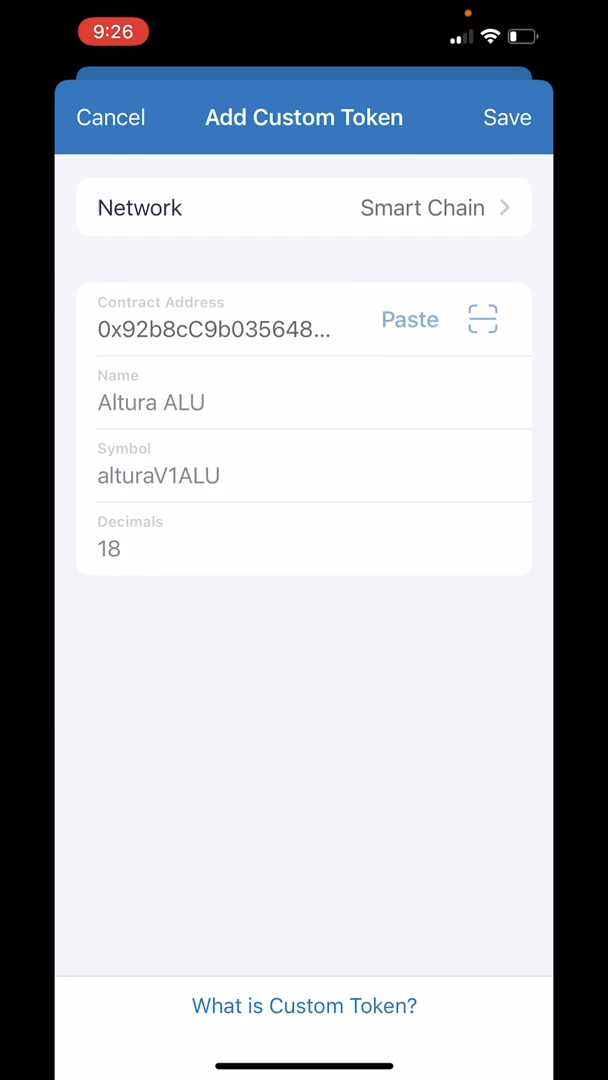 9:26
Cancel
Add Custom Token
Save
Network
Smart Chain
Contract Address
0x92b8cC9b035648...
Paste
Name
Altura ALU
Symbol
alturaV1ALU
Decimals
18
What is Custom Token?